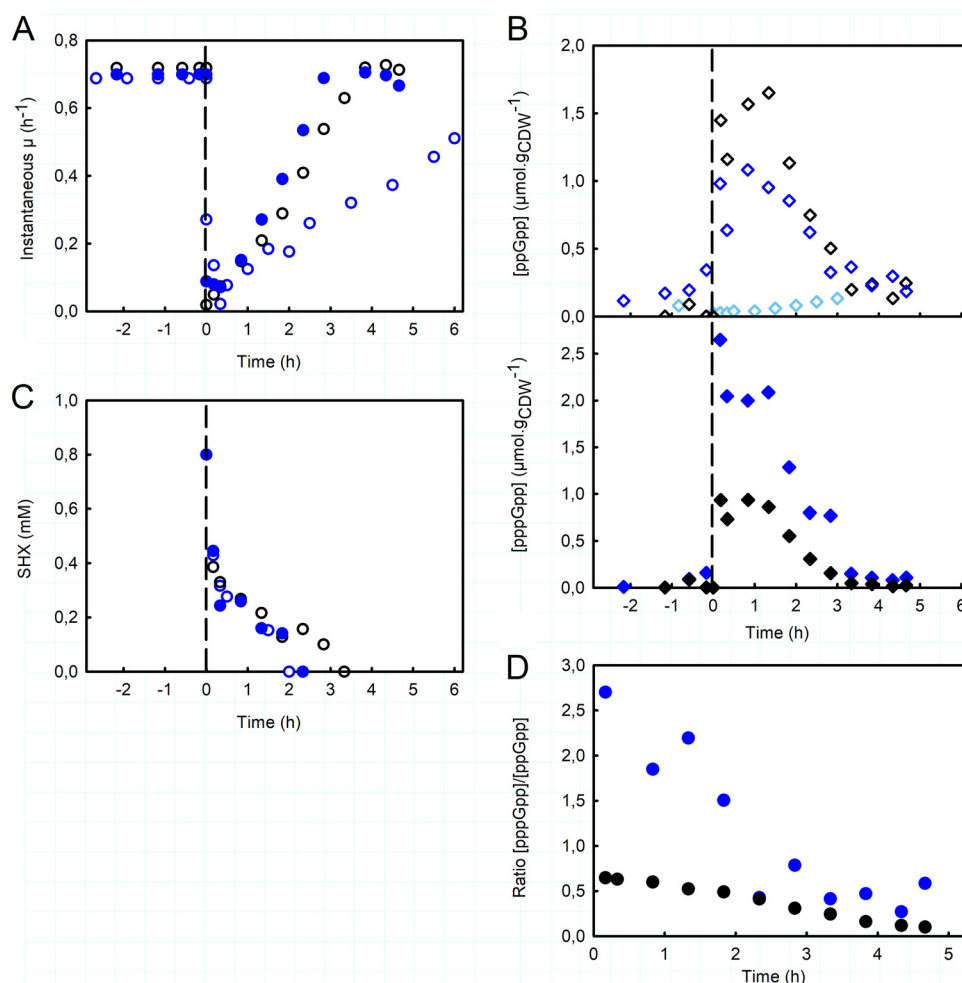 A
Instantaneous µ (h⁻¹)
0,8
0,6
0,4
0,2
0,0
-2 -1 0 1 2 3 4 5 6
Time (h)
B
[ppGpp] (µmol.gCDW⁻¹)
2,0
1,5
1,0
0,5
0,0
[pppGpp] (µmol.gCDW⁻¹)
2,5
2,0
1,5
1,0
0,5
0,0
-2 -1 0 1 2 3 4 5 6
Time (h)
C
SHX (mM)
1,0
0,8
0,6
0,4
0,2
0,0
-2 -1 0 1 2 3 4 5 6
Time (h)
D
Ratio [pppGpp]/[ppGpp]
3,0
2,5
2,0
1,5
1,0
0,5
0,0
0 1 2 3 4 5
Time (h)